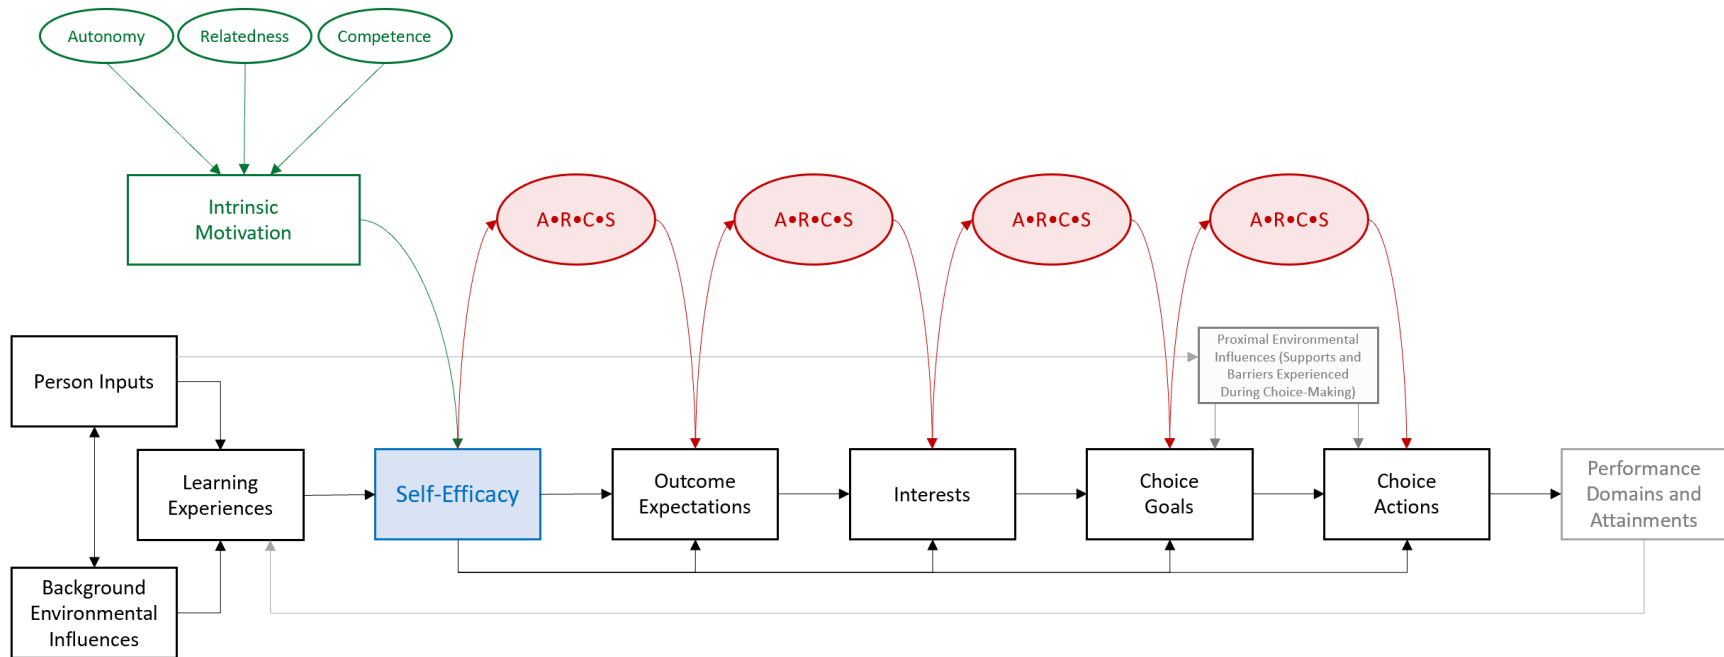 Autonomy
Relatedness
Competence
Intrinsic
Motivation
A•R•C•S
A•R•C•S
A•R•C•S
A•R•C•S
Proximal Environmental
Influences (Supports and
Barriers Experienced
During Choice-Making)
Person Inputs
Learning
Experiences
Self-Efficacy
Outcome
Expectations
Interests
Choice
Goals
Choice
Actions
Performance
Domains and
Attainments
Background
Environmental
Influences